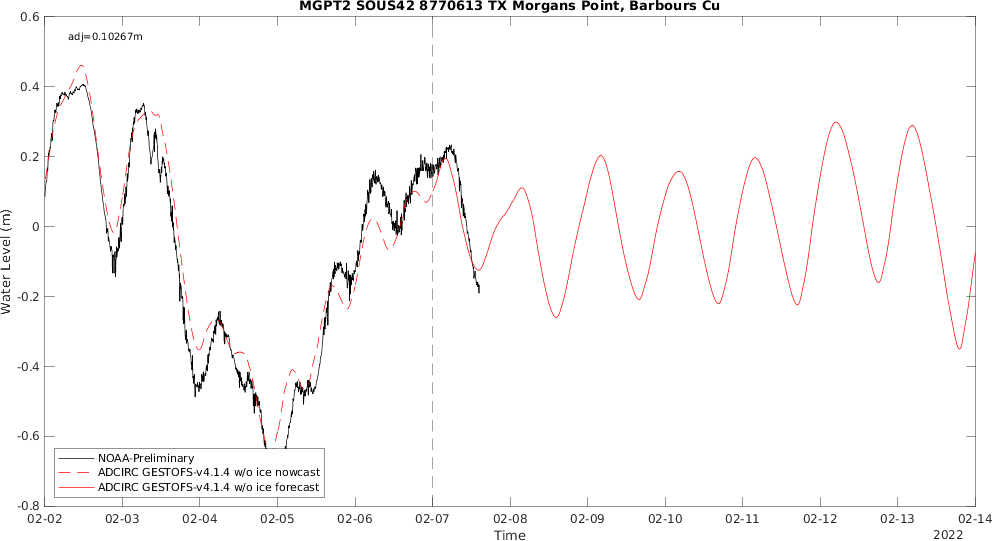 MGPT2 SOUS42 8770613 TX Morgans Point, Barbours Cu
adj=0.10267m
0.6
0.4
0.2
0
-0.2
-0.4
-0.6
-0.8
Water Level (m)
NOAA-Preliminary
ADCIRC GESTOFS-v4.1.4 w/o ice nowcast
ADCIRC GESTOFS-v4.1.4 w/o ice forecast
02-02 02-03 02-04 02-05 02-06 02-07 02-08 02-09 02-10 02-11 02-12 02-13 02-14
Time
2022